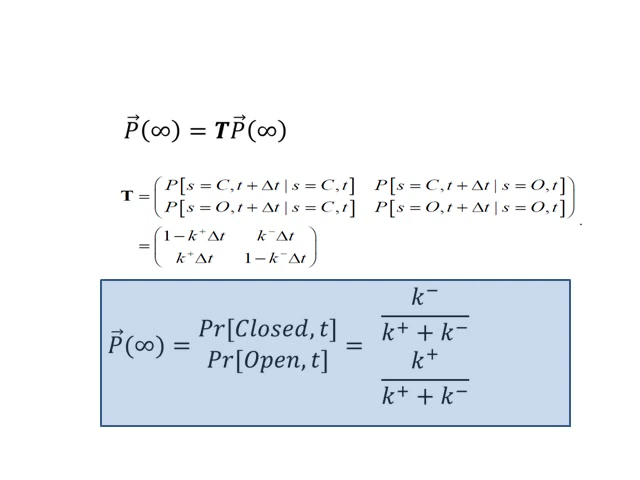 P⃗(∞) = TP⃗(∞)
T = ( P[s = C, t + Δt | s = C, t]   P[s = C, t + Δt | s = O, t]
P[s = O, t + Δt | s = C, t]   P[s = O, t + Δt | s = O, t] ) .
= ( 1 − k⁺Δt   k⁻Δt
k⁺Δt   1 − k⁻Δt )
P⃗(∞) = Pr[Closed, t] = k⁻ / (k⁺ + k⁻)
Pr[Open, t]   k⁺ / (k⁺ + k⁻)